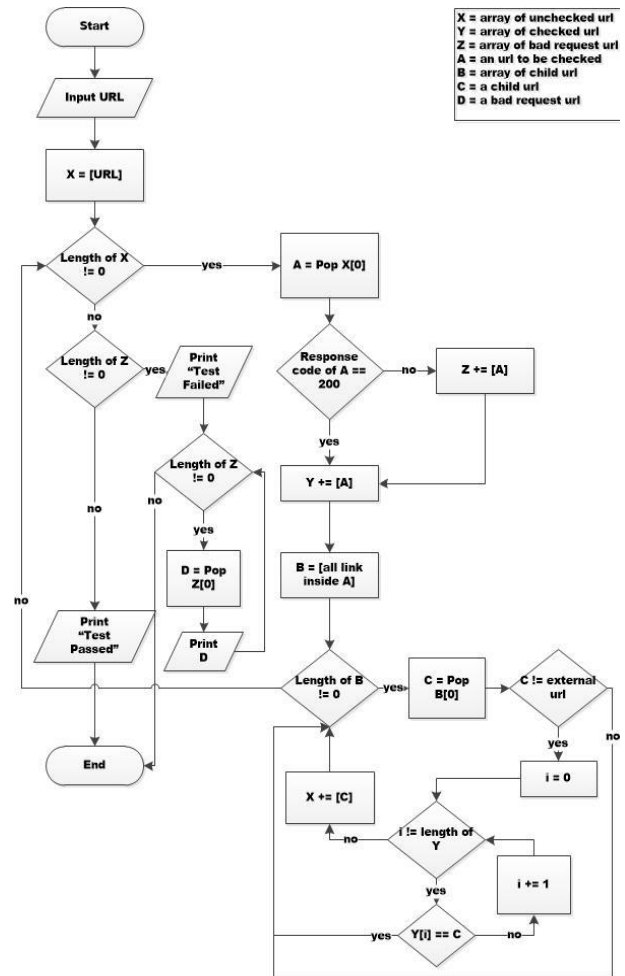 Start
X = array of unchecked url
Y = array of checked url
Z = array of bad request url
A = an url to be checked
B = array of child url
C = a child url
D = a bad request url
Input URL
X = [URL]
Length of X
!= 0
yes
A = Pop X[0]
no
Length of Z
!= 0
yes
Print
“Test
Failed”
Response
code of A ==
200
no
Z += [A]
yes
Length of Z
!= 0
no
Y += [A]
no
yes
D = Pop
Z[0]
B = [all link
inside A]
no
Print
“Test
Passed”
Print
D
Length of B
!= 0
yes
C = Pop
B[0]
C != external
url
no
yes
End
i = 0
X += [C]
no
i != length of
Y
i += 1
yes
yes
Y[i] == C
no